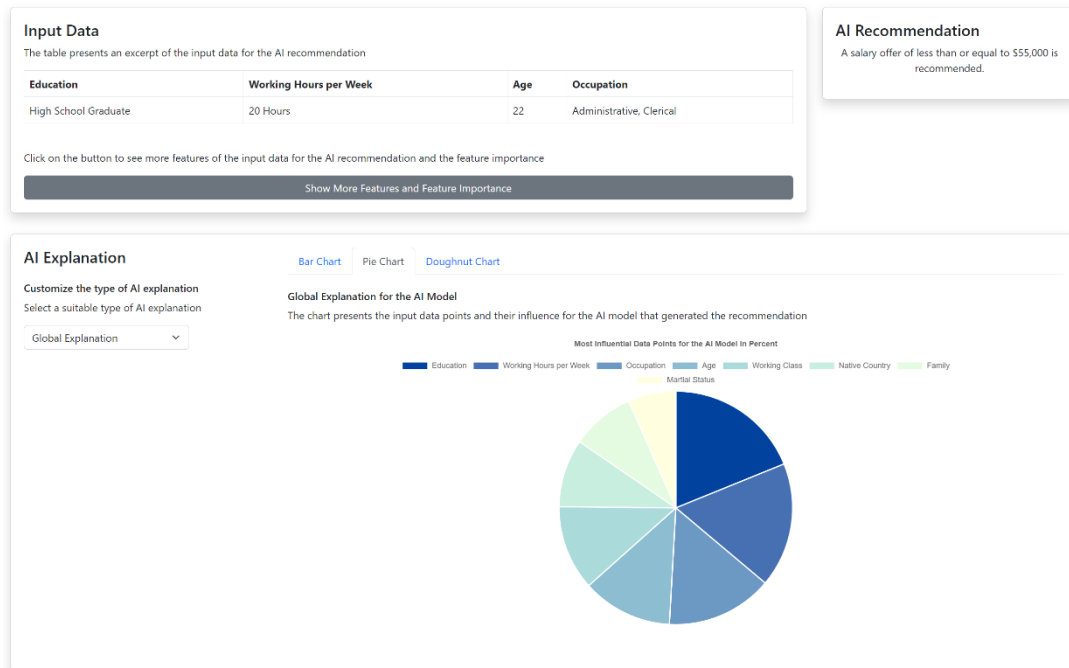 Input Data
The table presents an excerpt of the input data for the AI recommendation
Education Working Hours per Week Age Occupation
High School Graduate 20 Hours 22 Administrative, Clerical
Click on the button to see more features of the input data for the AI recommendation and the feature importance
Show More Features and Feature Importance
AI Recommendation
A salary offer of less than or equal to $55,000 is
recommended.
AI Explanation
Customize the type of AI explanation
Select a suitable type of AI explanation
Global Explanation
Bar Chart Pie Chart Doughnut Chart
Global Explanation for the AI Model
The chart presents the input data points and their influence for the AI model that generated the recommendation
Most Influential Data Points for the AI Model in Percent
Education Working Hours per Week Occupation Age Working Class Native Country Family
Martial Status